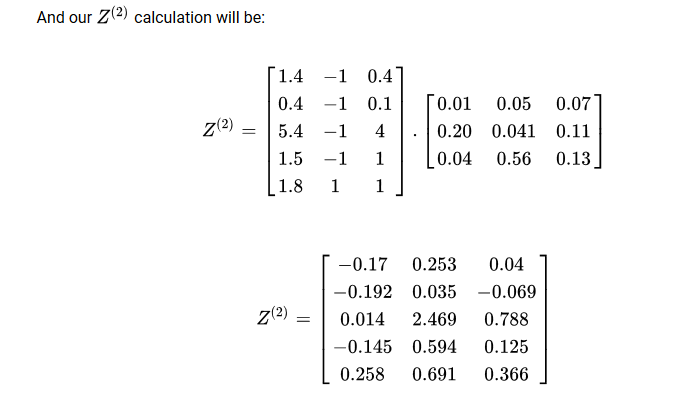 And our Z(2) calculation will be:
1.4 −1 0.4
0.4 −1 0.1
Z(2) = 5.4 −1 4 · 0.01 0.05 0.07
1.5 −1 1 0.20 0.041 0.11
1.8 1 1 0.04 0.56 0.13
−0.17 0.253 0.04
−0.192 0.035 −0.069
Z(2) = 0.014 2.469 0.788
−0.145 0.594 0.125
0.258 0.691 0.366